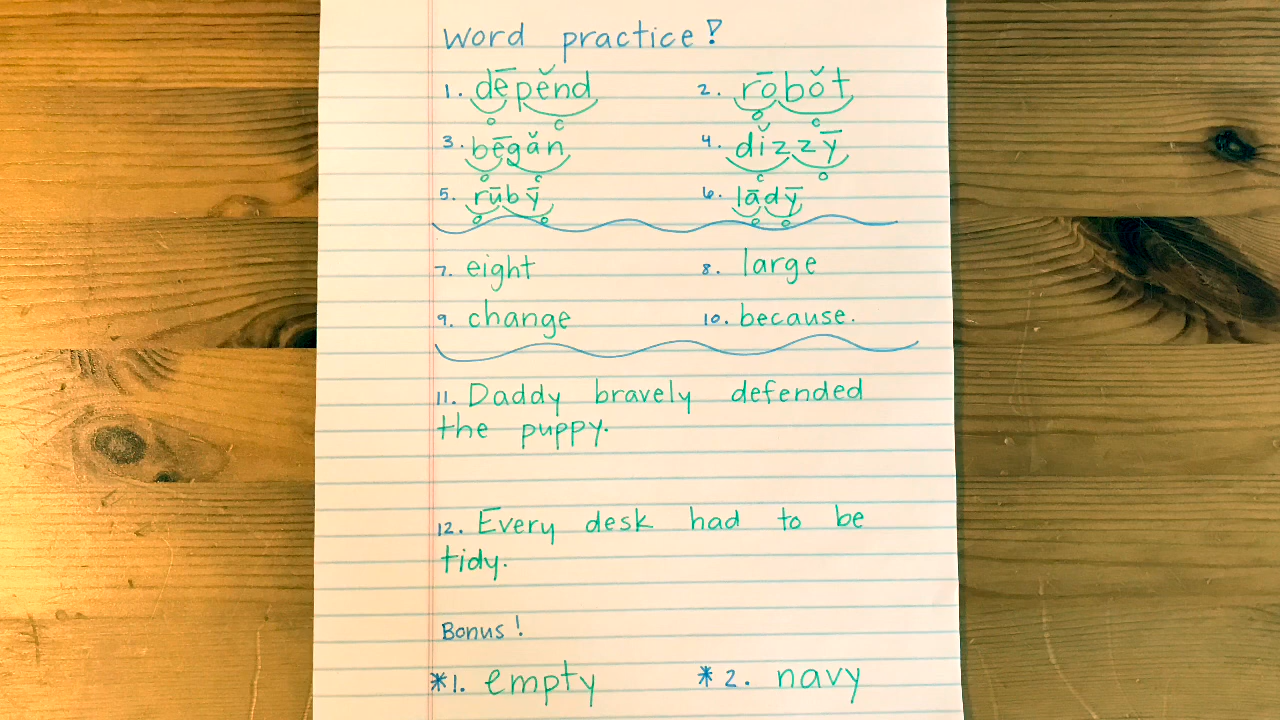 Word practice!
1. dēpĕnd 2. rōbŏt
o c o c
3. bēgăn 4. dĭzzȳ
o c c o
5. rūbȳ 6. lādȳ
o o o o
7. eight 8. large
9. change 10. because.
11. Daddy bravely defended
the puppy.
12. Every desk had to be
tidy.
Bonus!
*1. empty *2. navy